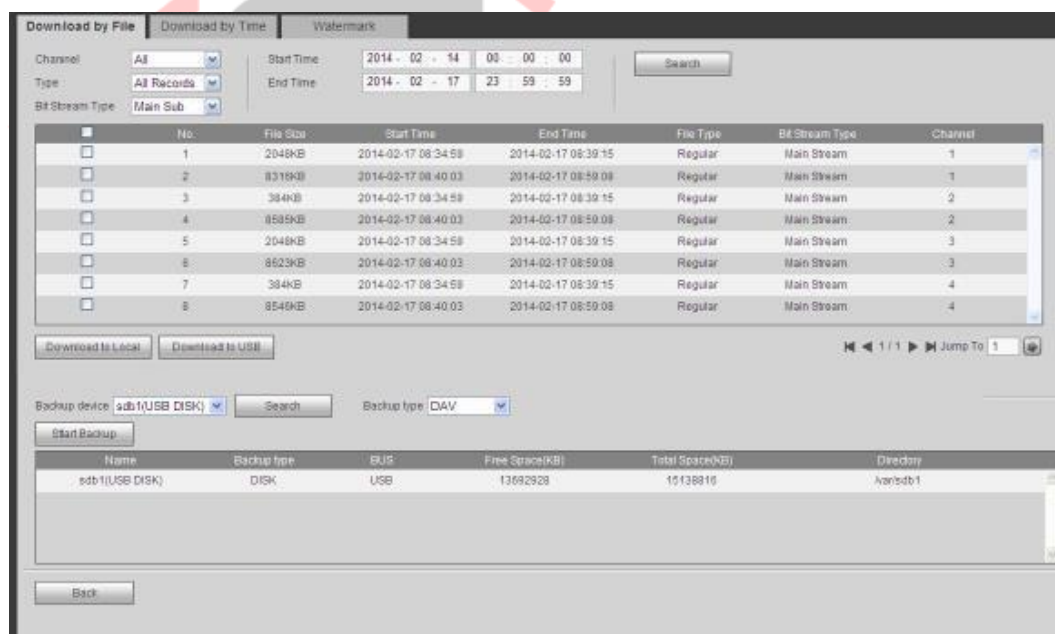 Download by File Download by Time Watermark
Channel All Start Time 2014 - 02 - 14 00 : 00 : 00 Search
Type All Records End Time 2014 - 02 - 17 23 : 59 : 59
Bit Stream Type Main Sub
No. File Size Start Time End Time File Type Bit Stream Type Channel
1 2048KB 2014-02-17 08:34:58 2014-02-17 08:39:15 Regular Main Stream 1
2 8316KB 2014-02-17 08:40:03 2014-02-17 08:59:08 Regular Main Stream 1
3 384KB 2014-02-17 08:34:58 2014-02-17 08:39:15 Regular Main Stream 2
4 8585KB 2014-02-17 08:40:03 2014-02-17 08:59:08 Regular Main Stream 2
5 2048KB 2014-02-17 08:34:58 2014-02-17 08:39:15 Regular Main Stream 3
6 8623KB 2014-02-17 08:40:03 2014-02-17 08:59:08 Regular Main Stream 3
7 384KB 2014-02-17 08:34:58 2014-02-17 08:39:15 Regular Main Stream 4
8 8546KB 2014-02-17 08:40:03 2014-02-17 08:59:08 Regular Main Stream 4
Download to Local Download to USB 1 / 1 Jump To 1
Backup device sdb1(USB DISK) Search Backup type DAV
Start Backup
Name Backup type BUS Free Space(KB) Total Space(KB) Directory
sdb1(USB DISK) DISK USB 13692928 15138816 /var/sdb1
Back